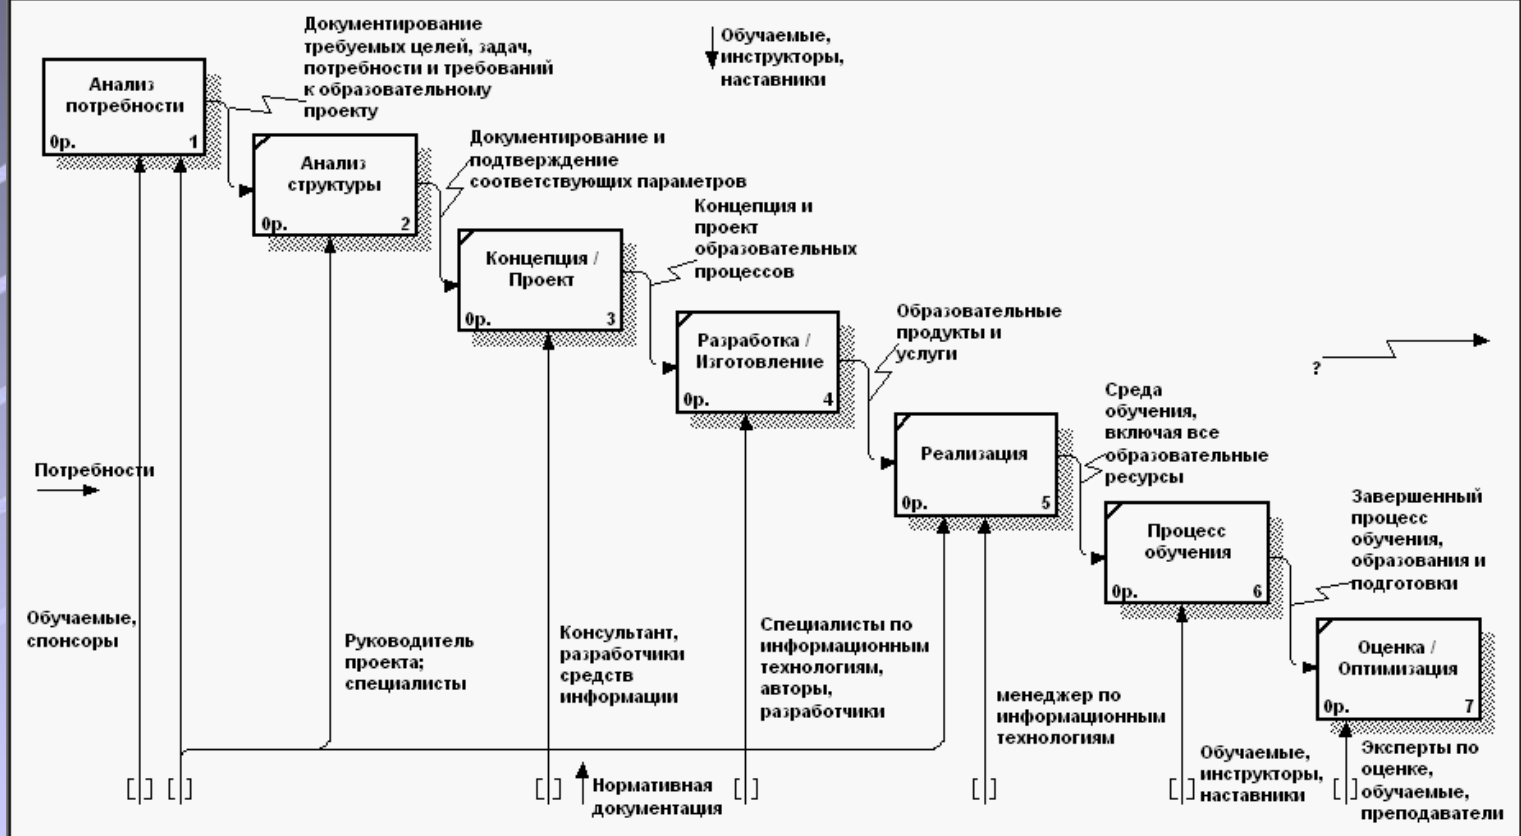 Документирование
требуемых целей, задач,
потребности и требований
к образовательному
проекту
Обучаемые,
инструкторы,
наставники
Анализ
потребности
0р. 1
Документирование и
подтверждение
соответствующих параметров
Анализ
структуры
0р. 2
Концепция и
проект
образовательных
процессов
Концепция /
Проект
0р. 3
Образовательные
продукты и
услуги
Разработка /
Изготовление
0р. 4
?
Среда
обучения,
включая все
образовательные
ресурсы
Реализация
0р. 5
Потребности
Завершенный
процесс
обучения,
образования и
подготовки
Процесс
обучения
0р. 6
Оценка /
Оптимизация
0р. 7
Обучаемые,
спонсоры
Руководитель
проекта;
специалисты
Консультант,
разработчики
средств
информации
Специалисты по
информационным
технологиям,
авторы,
разработчики
менеджер по
информационным
технологиям
Обучаемые,
инструкторы,
наставники
Эксперты по
оценке,
обучаемые,
преподаватели
Нормативная
документация